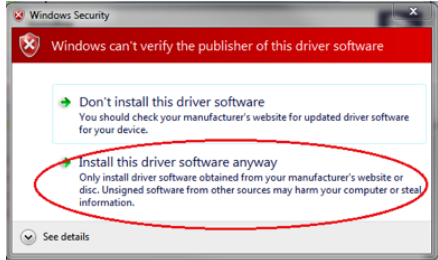 Windows Security
Windows can't verify the publisher of this driver software
Don't install this driver software
You should check your manufacturer's website for updated driver software
for your device.
Install this driver software anyway
Only install driver software obtained from your manufacturer's website or
disc. Unsigned software from other sources may harm your computer or steal
information.
See details